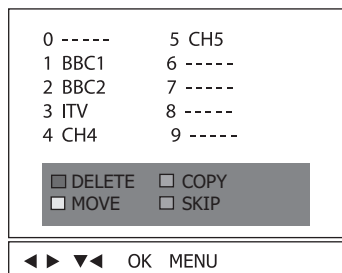 0 ----- 5 CH5
1 BBC1 6 -----
2 BBC2 7 -----
3 ITV 8 -----
4 CH4 9 -----
DELETE COPY
MOVE SKIP
◀ ▶ ▼◀ OK MENU